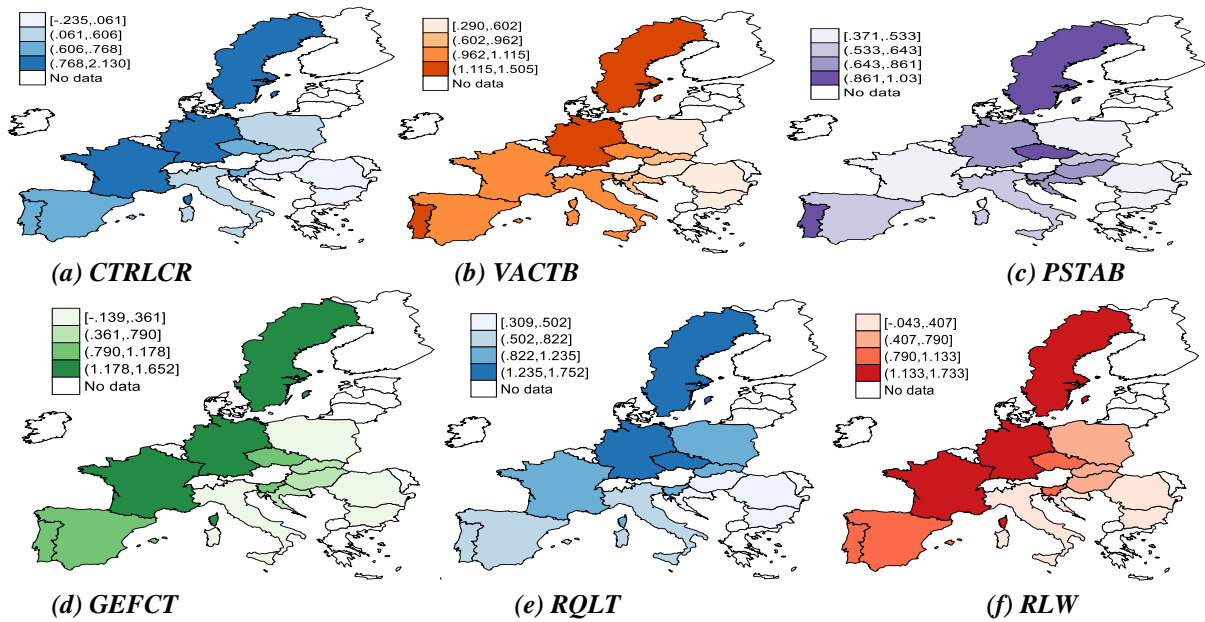 [-.235,.061]
(.061,.606]
(.606,.768]
(.768,2.130]
No data
(a) CTRLCR
[.290,.602]
(.602,.962]
(.962,1.115]
(1.115,1.505]
No data
(b) VACTB
[.371,.533]
(.533,.643]
(.643,.861]
(.861,1.03]
No data
(c) PSTAB
[-.139,.361]
(.361,.790]
(.790,1.178]
(1.178,1.652]
No data
(d) GEFCT
[.309,.502]
(.502,.822]
(.822,1.235]
(1.235,1.752]
No data
(e) RQLT
[-.043,.407]
(.407,.790]
(.790,1.133]
(1.133,1.733]
No data
(f) RLW